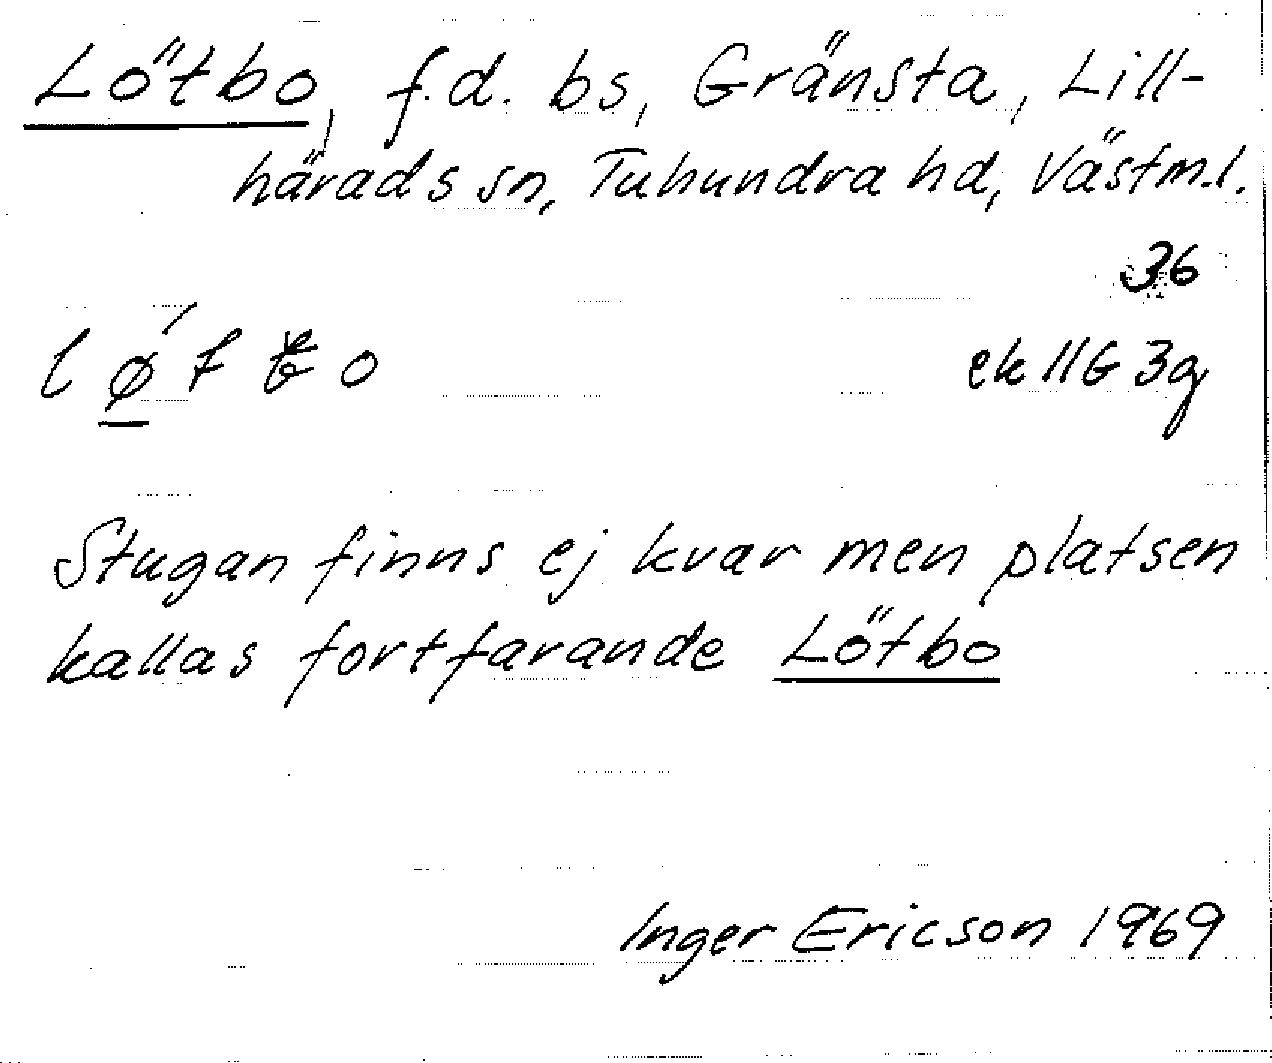 Lötbo, f.d. bs, Gränsta, Lill-
härads sn, Tuhundra hd, Västm.l.
36
ek 11G 3g
Stugan finns ej kvar men platsen
kallas fortfarande Lötbo
Inger Ericson 1969